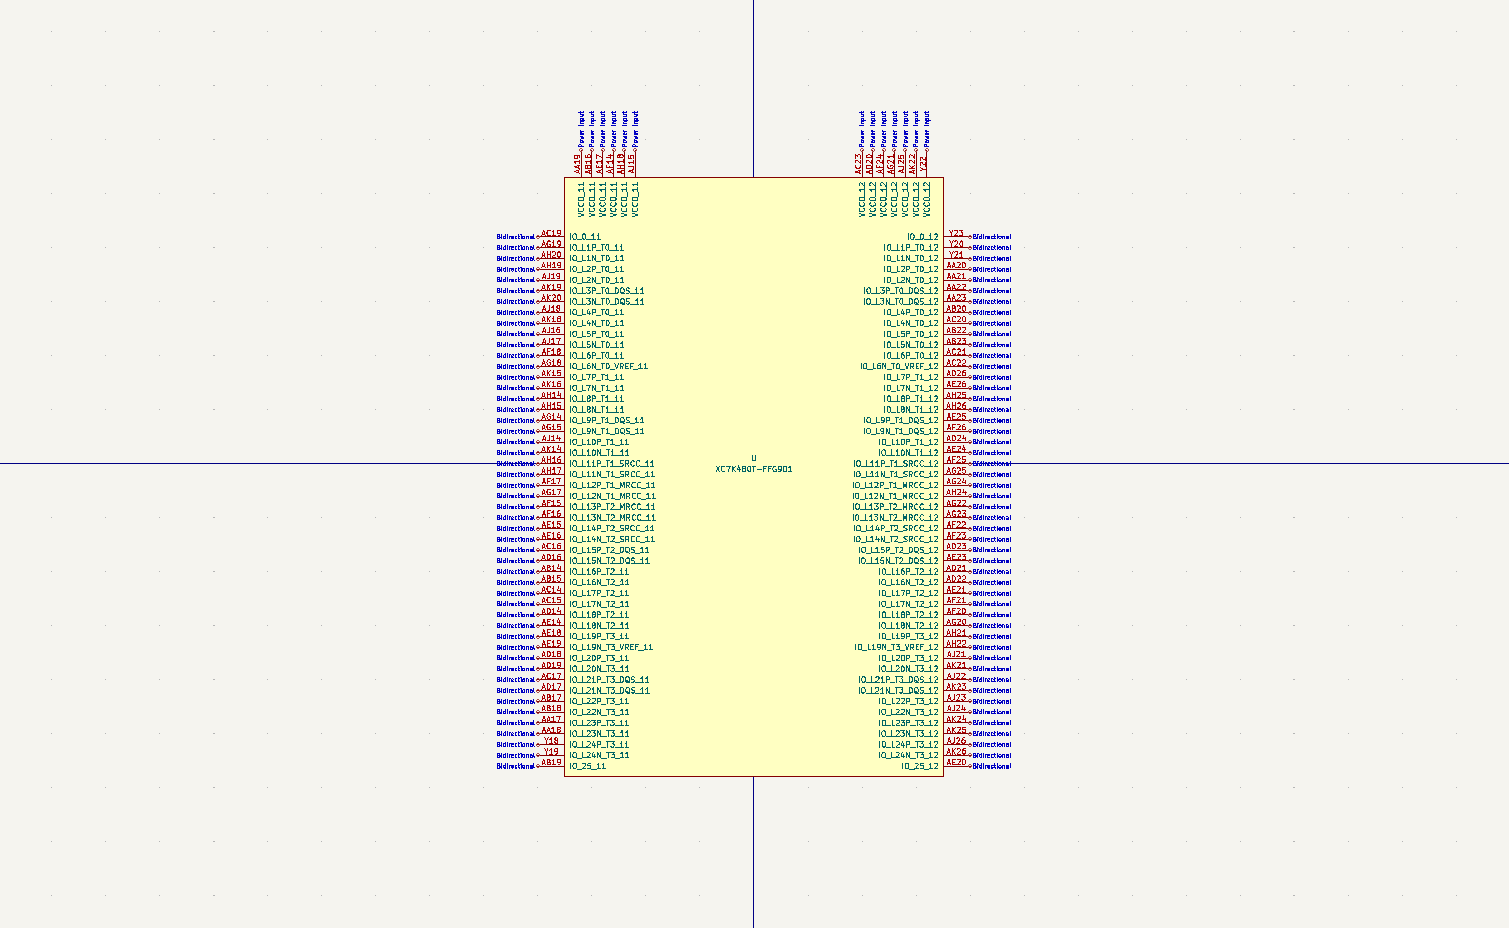 Power Input AA19 VCCO_11
Power Input AB16 VCCO_11
Power Input AE17 VCCO_11
Power Input AF14 VCCO_11
Power Input AH18 VCCO_11
Power Input AJ15 VCCO_11
Power Input AC23 VCCO_12
Power Input AD20 VCCO_12
Power Input AF24 VCCO_12
Power Input AG21 VCCO_12
Power Input AJ25 VCCO_12
Power Input AK22 VCCO_12
Power Input Y22 VCCO_12
Bidirectional AC19 IO_0_11 IO_0_12 Y23 Bidirectional
Bidirectional AG19 IO_L1P_T0_11 IO_L1P_T0_12 Y20 Bidirectional
Bidirectional AH20 IO_L1N_T0_11 IO_L1N_T0_12 Y21 Bidirectional
Bidirectional AH19 IO_L2P_T0_11 IO_L2P_T0_12 AA20 Bidirectional
Bidirectional AJ19 IO_L2N_T0_11 IO_L2N_T0_12 AA21 Bidirectional
Bidirectional AK19 IO_L3P_T0_DQS_11 IO_L3P_T0_DQS_12 AA22 Bidirectional
Bidirectional AK20 IO_L3N_T0_DQS_11 IO_L3N_T0_DQS_12 AA23 Bidirectional
Bidirectional AJ18 IO_L4P_T0_11 IO_L4P_T0_12 AB20 Bidirectional
Bidirectional AK18 IO_L4N_T0_11 IO_L4N_T0_12 AC20 Bidirectional
Bidirectional AJ16 IO_L5P_T0_11 IO_L5P_T0_12 AB22 Bidirectional
Bidirectional AJ17 IO_L5N_T0_11 IO_L5N_T0_12 AB23 Bidirectional
Bidirectional AF18 IO_L6P_T0_11 IO_L6P_T0_12 AC21 Bidirectional
Bidirectional AG18 IO_L6N_T0_VREF_11 IO_L6N_T0_VREF_12 AC22 Bidirectional
Bidirectional AK15 IO_L7P_T1_11 IO_L7P_T1_12 AD26 Bidirectional
Bidirectional AK16 IO_L7N_T1_11 IO_L7N_T1_12 AE26 Bidirectional
Bidirectional AH14 IO_L8P_T1_11 IO_L8P_T1_12 AH25 Bidirectional
Bidirectional AH15 IO_L8N_T1_11 IO_L8N_T1_12 AH26 Bidirectional
Bidirectional AG14 IO_L9P_T1_DQS_11 IO_L9P_T1_DQS_12 AE25 Bidirectional
Bidirectional AG15 IO_L9N_T1_DQS_11 IO_L9N_T1_DQS_12 AF26 Bidirectional
Bidirectional AJ14 IO_L10P_T1_11 IO_L10P_T1_12 AD24 Bidirectional
Bidirectional AK14 IO_L10N_T1_11 IO_L10N_T1_12 AE24 Bidirectional
U
Bidirectional AH16 IO_L11P_T1_SRCC_11 IO_L11P_T1_SRCC_12 AF25 Bidirectional
XC7K480T-FFG901
Bidirectional AH17 IO_L11N_T1_SRCC_11 IO_L11N_T1_SRCC_12 AG25 Bidirectional
Bidirectional AF17 IO_L12P_T1_MRCC_11 IO_L12P_T1_MRCC_12 AG24 Bidirectional
Bidirectional AG17 IO_L12N_T1_MRCC_11 IO_L12N_T1_MRCC_12 AH24 Bidirectional
Bidirectional AF15 IO_L13P_T2_MRCC_11 IO_L13P_T2_MRCC_12 AG22 Bidirectional
Bidirectional AF16 IO_L13N_T2_MRCC_11 IO_L13N_T2_MRCC_12 AG23 Bidirectional
Bidirectional AE15 IO_L14P_T2_SRCC_11 IO_L14P_T2_SRCC_12 AF22 Bidirectional
Bidirectional AE16 IO_L14N_T2_SRCC_11 IO_L14N_T2_SRCC_12 AF23 Bidirectional
Bidirectional AC16 IO_L15P_T2_DQS_11 IO_L15P_T2_DQS_12 AD23 Bidirectional
Bidirectional AD16 IO_L15N_T2_DQS_11 IO_L15N_T2_DQS_12 AE23 Bidirectional
Bidirectional AB14 IO_L16P_T2_11 IO_L16P_T2_12 AD21 Bidirectional
Bidirectional AB15 IO_L16N_T2_11 IO_L16N_T2_12 AD22 Bidirectional
Bidirectional AC14 IO_L17P_T2_11 IO_L17P_T2_12 AE21 Bidirectional
Bidirectional AC15 IO_L17N_T2_11 IO_L17N_T2_12 AF21 Bidirectional
Bidirectional AD14 IO_L18P_T2_11 IO_L18P_T2_12 AF20 Bidirectional
Bidirectional AE14 IO_L18N_T2_11 IO_L18N_T2_12 AG20 Bidirectional
Bidirectional AE18 IO_L19P_T3_11 IO_L19P_T3_12 AH21 Bidirectional
Bidirectional AE19 IO_L19N_T3_VREF_11 IO_L19N_T3_VREF_12 AH22 Bidirectional
Bidirectional AD18 IO_L20P_T3_11 IO_L20P_T3_12 AJ21 Bidirectional
Bidirectional AD19 IO_L20N_T3_11 IO_L20N_T3_12 AK21 Bidirectional
Bidirectional AC17 IO_L21P_T3_DQS_11 IO_L21P_T3_DQS_12 AJ22 Bidirectional
Bidirectional AD17 IO_L21N_T3_DQS_11 IO_L21N_T3_DQS_12 AK23 Bidirectional
Bidirectional AB17 IO_L22P_T3_11 IO_L22P_T3_12 AJ23 Bidirectional
Bidirectional AB18 IO_L22N_T3_11 IO_L22N_T3_12 AJ24 Bidirectional
Bidirectional AA17 IO_L23P_T3_11 IO_L23P_T3_12 AK24 Bidirectional
Bidirectional AA18 IO_L23N_T3_11 IO_L23N_T3_12 AK25 Bidirectional
Bidirectional Y18 IO_L24P_T3_11 IO_L24P_T3_12 AJ26 Bidirectional
Bidirectional Y19 IO_L24N_T3_11 IO_L24N_T3_12 AK26 Bidirectional
Bidirectional AB19 IO_25_11 IO_25_12 AE20 Bidirectional